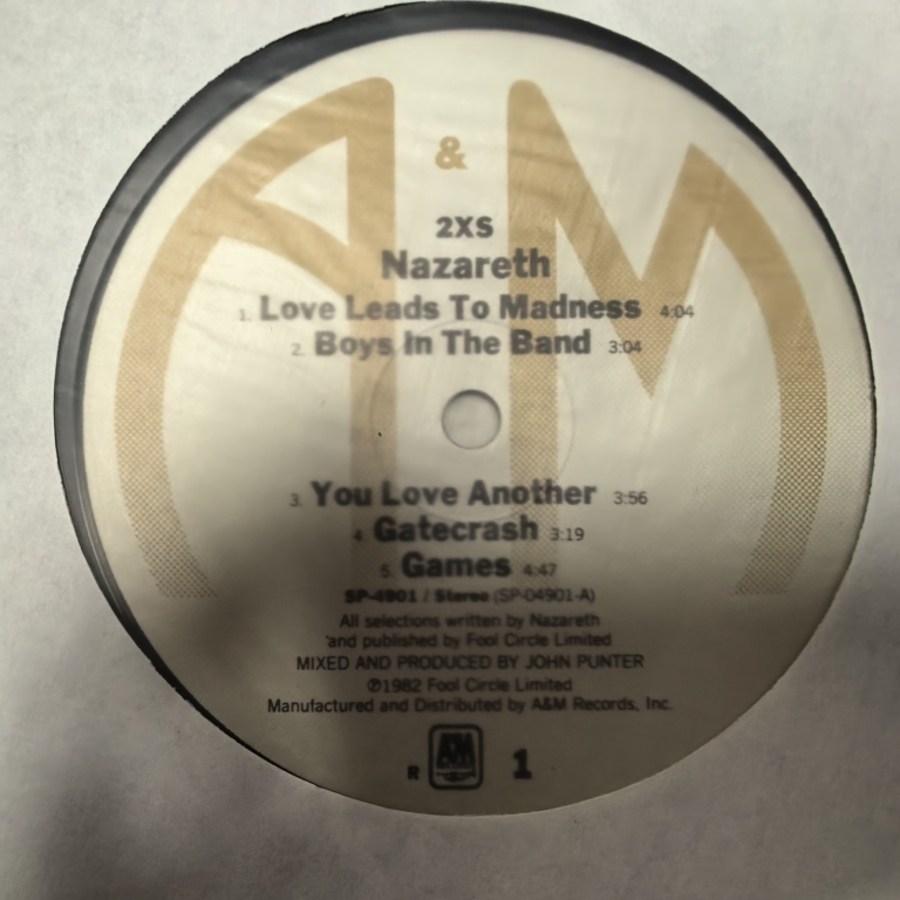 A & M
2XS
Nazareth
1. Love Leads To Madness 4:04
2. Boys In The Band 3:04
3. You Love Another 3:56
4. Gatecrash 3:19
5. Games 4:47
SP-4901 / Stereo (SP-04901-A)
All selections written by Nazareth
and published by Fool Circle Limited
MIXED AND PRODUCED BY JOHN PUNTER
℗1982 Fool Circle Limited
Manufactured and Distributed by A&M Records, Inc.
R A&M 1